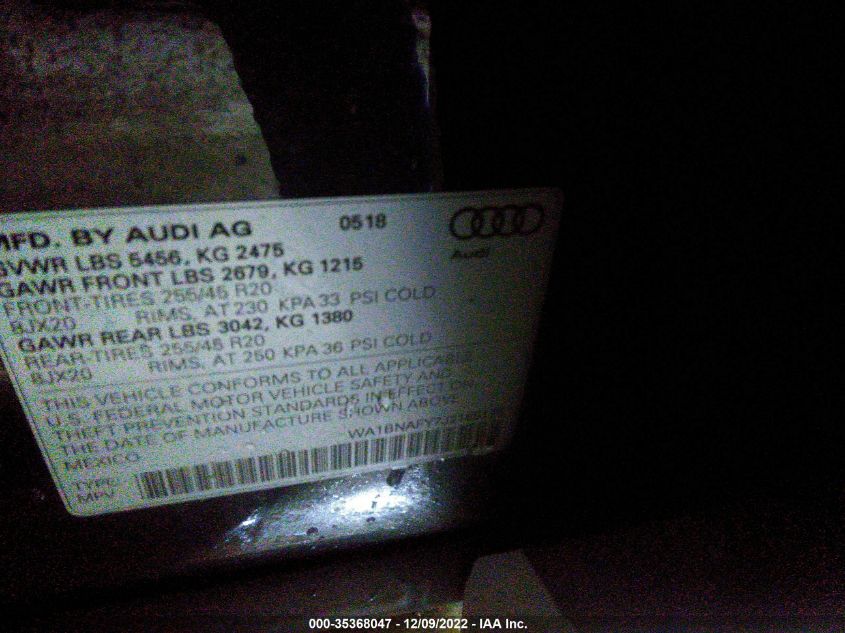 MFD. BY AUDI AG 0518
Audi
GVWR LBS 5456, KG 2475
GAWR FRONT LBS 2679, KG 1215
FRONT-TIRES 255/45 R20
8JX20 RIMS, AT 230 KPA 33 PSI COLD
GAWR REAR LBS 3042, KG 1380
REAR-TIRES 255/45 R20
8JX20 RIMS, AT 250 KPA 36 PSI COLD
THIS VEHICLE CONFORMS TO ALL APPLICABLE
U.S. FEDERAL MOTOR VEHICLE SAFETY AND
THEFT PREVENTION STANDARDS IN EFFECT ON
THE DATE OF MANUFACTURE SHOWN ABOVE
MEXICO
TYPE:
MPV
000-35368047 - 12/09/2022 - IAA Inc.